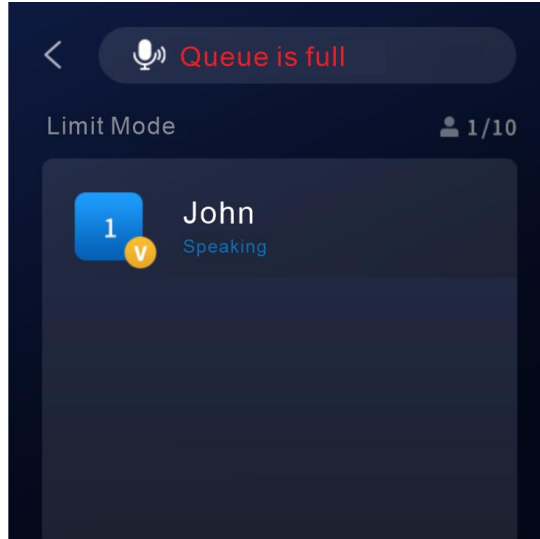 Queue is full
Limit Mode
1/10
1
V
John
Speaking